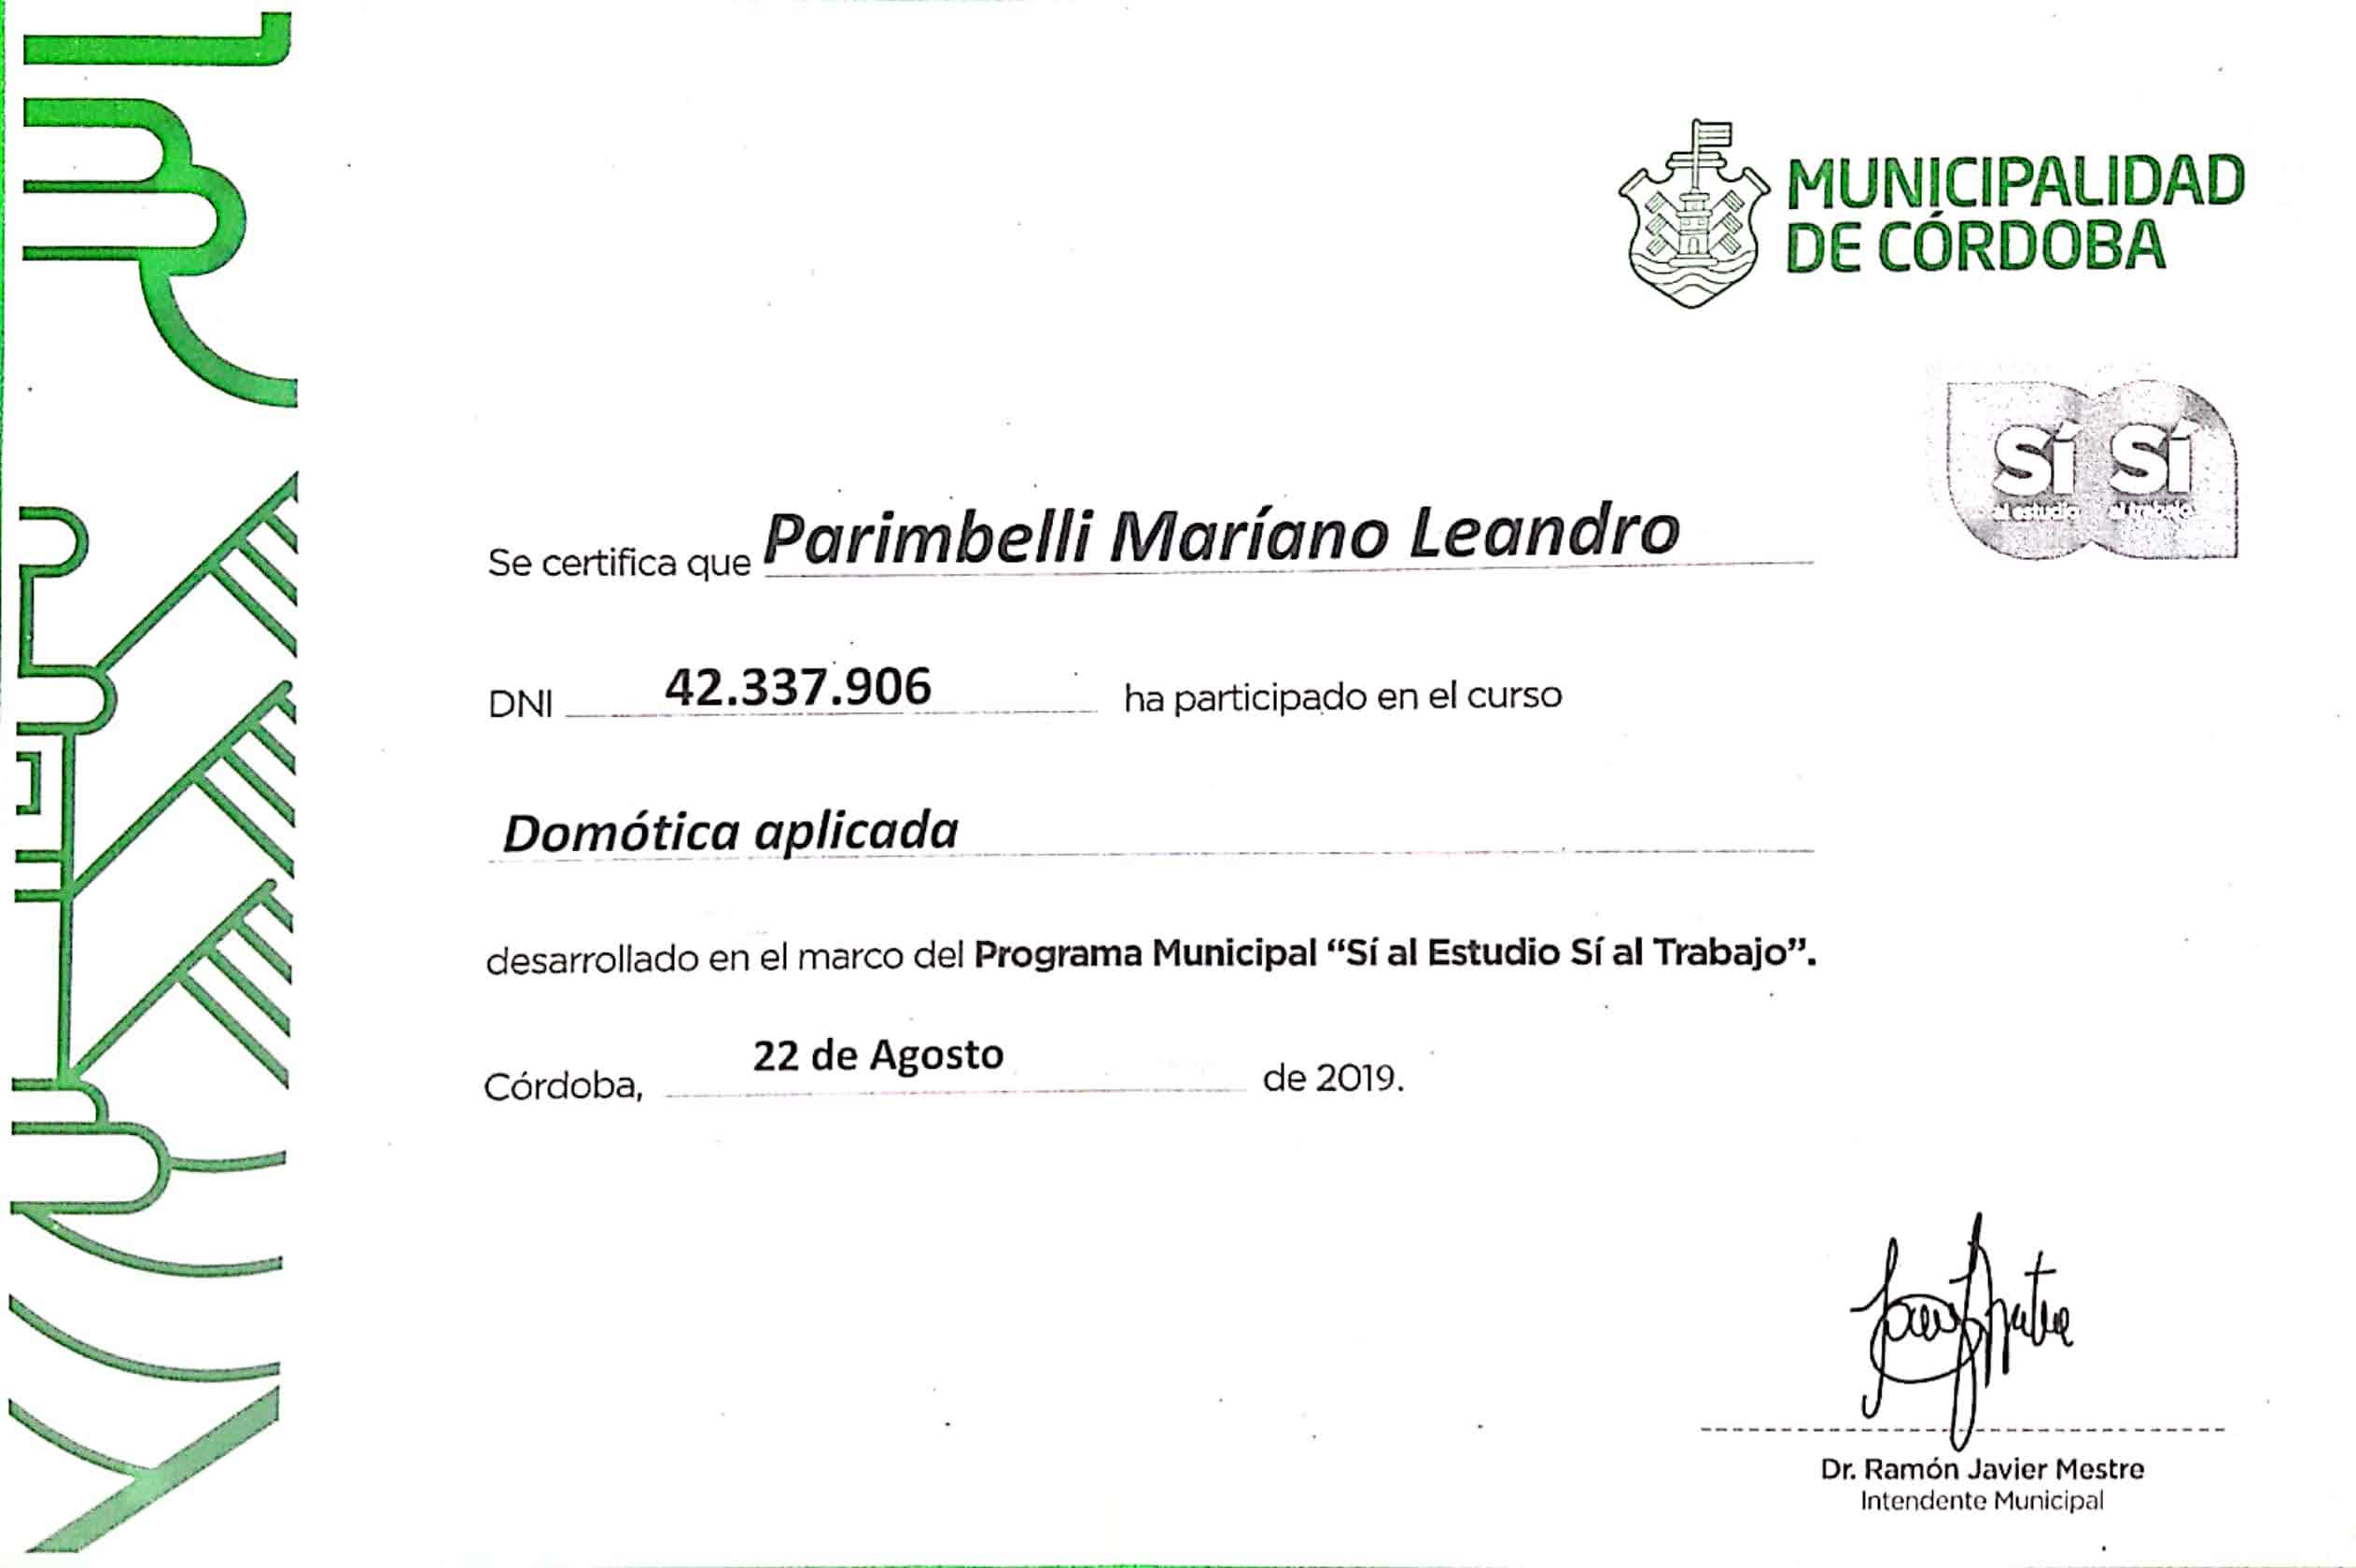 MUNICIPALIDAD
DE CÓRDOBA
Sí Sí
al estudio al trabajo
Se certifica que Parimbelli Maríano Leandro
DNI 42.337.906 ha participado en el curso
Domótica aplicada
desarrollado en el marco del Programa Municipal “Sí al Estudio Sí al Trabajo”.
Córdoba, 22 de Agosto de 2019.
Dr. Ramón Javier Mestre
Intendente Municipal